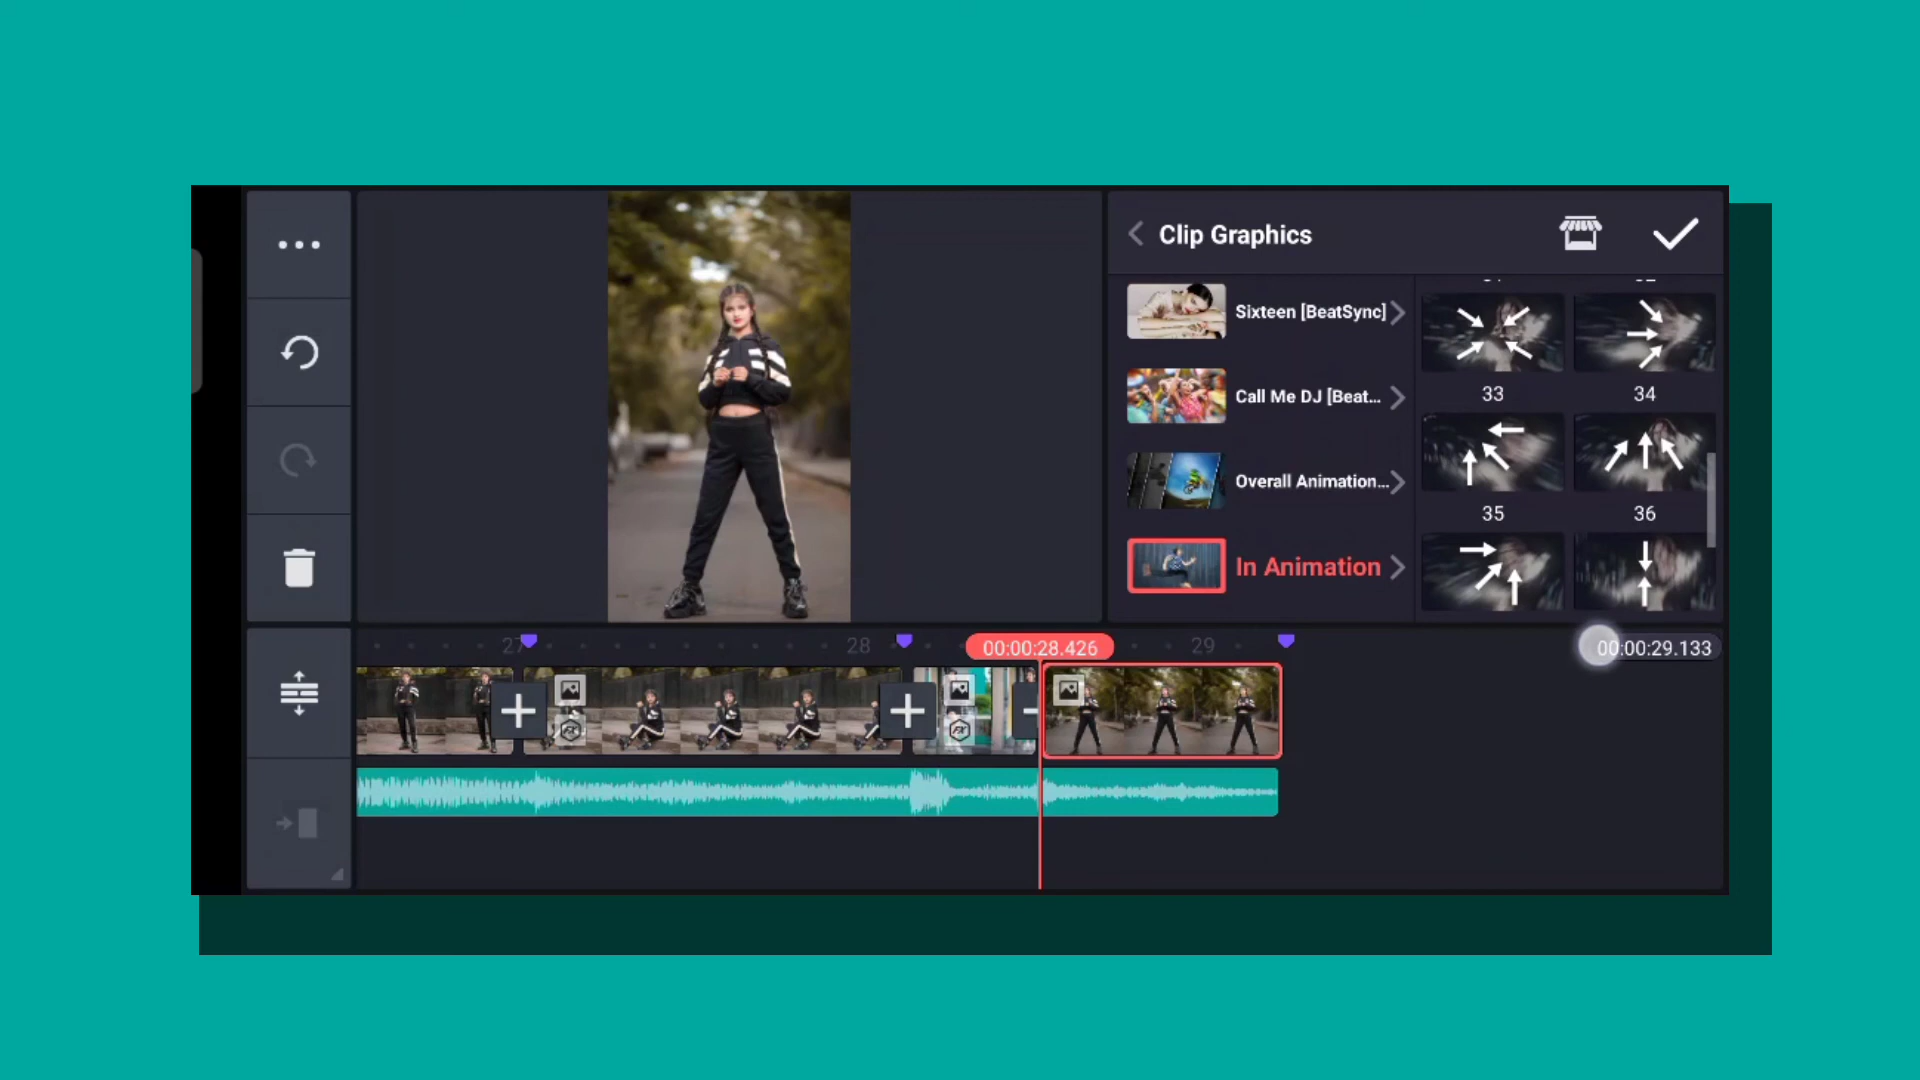 Clip Graphics
Sixteen [BeatSync]
Call Me DJ [Beat...
Overall Animation...
In Animation
33
34
35
36
27
28
00:00:28.426
29
00:00:29.133